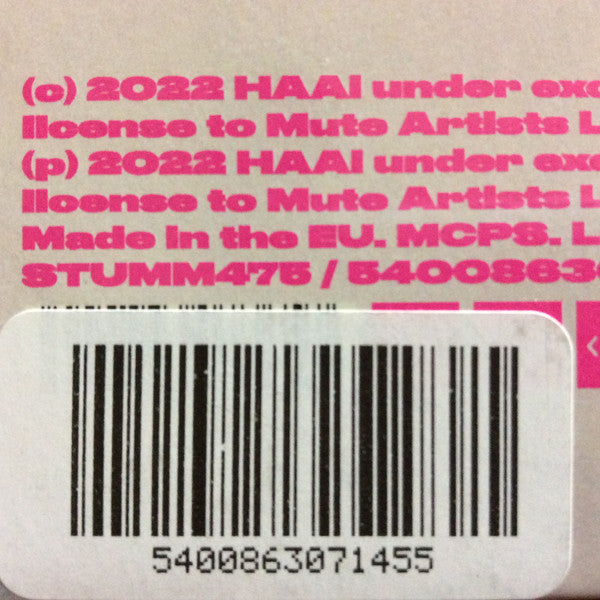 (c) 2022 HAAI under exc
license to Mute Artists L
(p) 2022 HAAI under exc
license to Mute Artists L
Made in the EU. MCPS. L
STUMM475 / 54008630
5400863071455